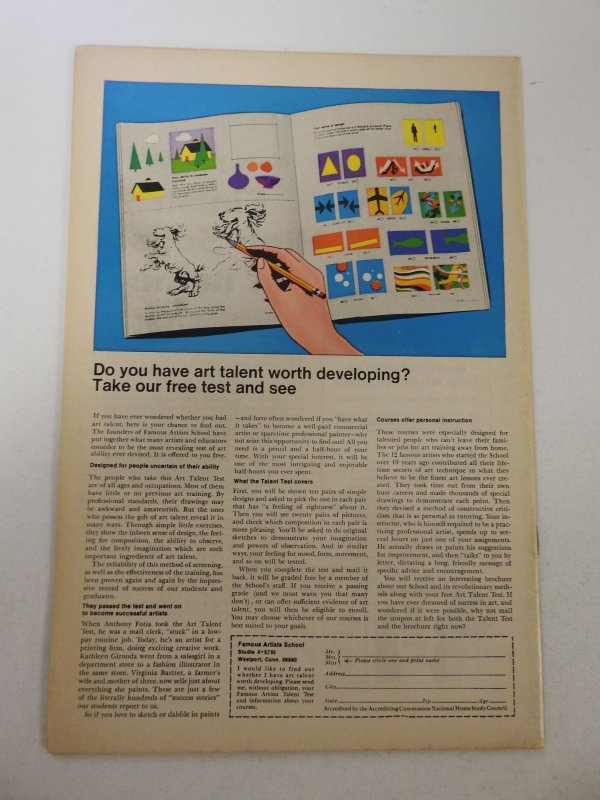 Do you have art talent worth developing?
Take our free test and see
If you have ever wondered whether you had
art talent, here is your chance to find out.
The founders of Famous Artists School have
put together what many artists and educators
consider to be the most revealing test of art
ability ever devised. It is offered to you free.
Designed for people uncertain of their ability
The people who take this Art Talent Test
are of all ages and occupations. Most of them
have little or no previous art training. By
professional standards, their drawings may
be awkward and amateurish. But the ones
who possess the gift of art talent reveal it in
many ways. Through simple little exercises,
they show the inborn sense of design, the feel-
ing for composition, the ability to observe,
and the lively imagination which are such
important ingredients of art talent.
The reliability of this method of screening,
as well as the effectiveness of the training, has
been proven again and again by the impres-
sive record of success of our students and
graduates.
They passed the test and went on
to become successful artists
When Anthony Fotia took the Art Talent
Test, he was a mail clerk, "stuck" in a low-
pay routine job. Today, he's an artist for a
printing firm, doing exciting creative work.
Kathleen Gironda went from a salesgirl in a
department store to a fashion illustrator in
the same store. Virginia Bartter, a farmer's
wife and mother of three, now sells just about
everything she paints. These are just a few
of the literally hundreds of "success stories"
our students report to us.
So if you love to sketch or dabble in paints
—and have often wondered if you "have what
it takes" to become a well-paid commercial
artist or sparetime professional painter—why
not seize this opportunity to find out? All you
need is a pencil and a half-hour of your
time. With your special interest, it will be
one of the most intriguing and enjoyable
half-hours you ever spent.
What the Talent Test covers
First, you will be shown ten pairs of simple
designs and asked to pick the one in each pair
that has "a feeling of rightness" about it.
Then you will see twenty pairs of pictures,
and check which composition in each pair is
more pleasing. You'll be asked to do original
sketches to demonstrate your imagination
and powers of observation. And in similar
ways, your feeling for mood, form, movement,
and so on will be tested.
When you complete the test and mail it
back, it will be graded free by a member of
the School's staff. If you receive a passing
grade (and we must warn you that many
don't), or can offer sufficient evidence of art
talent, you will then be eligible to enroll.
You may choose whichever of our courses is
best suited to your goals.
Courses offer personal instruction
These courses were especially designed for
talented people who can't leave their fami-
lies or jobs for art training away from home.
The 12 famous artists who started the School
over 19 years ago contributed all their life-
time secrets of art technique to what they
believe to be the finest art lessons ever cre-
ated. They took time out from their own
busy careers and made thousands of special
drawings to demonstrate each point. Then
they devised a method of constructive criti-
cism that is as personal as tutoring. Your in-
structor, who is himself required to be a prac-
ticing professional artist, spends up to sev-
eral hours on just one of your assignments.
He actually draws or paints his suggestions
for improvement, and then "talks" to you by
letter, dictating a long, friendly message of
specific advice and encouragement.
You will receive an interesting brochure
about our School and its revolutionary meth-
ods along with your free Art Talent Test. If
you have ever dreamed of success in art, and
wondered if it were possible, why not mail
the coupon at left for both the Talent Test
and the brochure right now?
Famous Artists School
Studio A-5295
Westport, Conn. 06880
I would like to find out
whether I have art talent
worth developing. Please send
me, without obligation, your
Famous Artists Talent Test
and information about your
courses.
Mr.
Mrs.
Miss
Please circle one and print name
Address
City
State Zip Age
Accredited by the Accrediting Commission National Home Study Council.